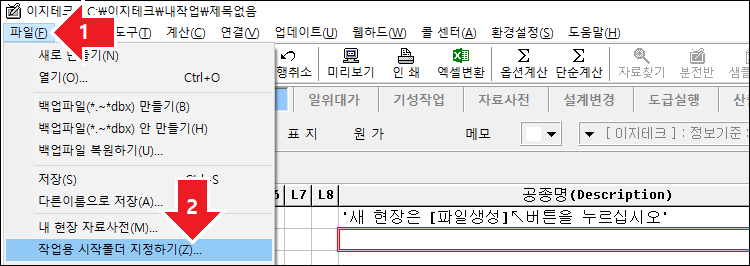 이지테크 C:\이지테크\내작업\제목없음
파일(F) 도구(T) 계산(C) 연결(V) 업데이트(U) 웹하드(W) 콜 센터(A) 환경설정(S) 도움말(H)
1
새로 만들기(N)
열기(O)... Ctrl+O
백업파일(*.~*dbx) 만들기(B)
백업파일(*.~*dbx) 안 만들기(H)
백업파일 복원하기(U)...
저장(S)
다른이름으로 저장(A)...
내 현장 자료사전(M)...
작업용 시작폴더 지정하기(Z)...
2
행취소 미리보기 인 쇄 엑셀변환 옵션계산 단순계산 자료찾기 분전반 샘플
일위대가 기성작업 자료사전 설계변경 도급실행
표 지 원 가 메모 [ 이지테크 ] : 정보기준
6 L7 L8 공종명(Description)
'새 현장은 [파일생성]↖버튼을 누르십시오'